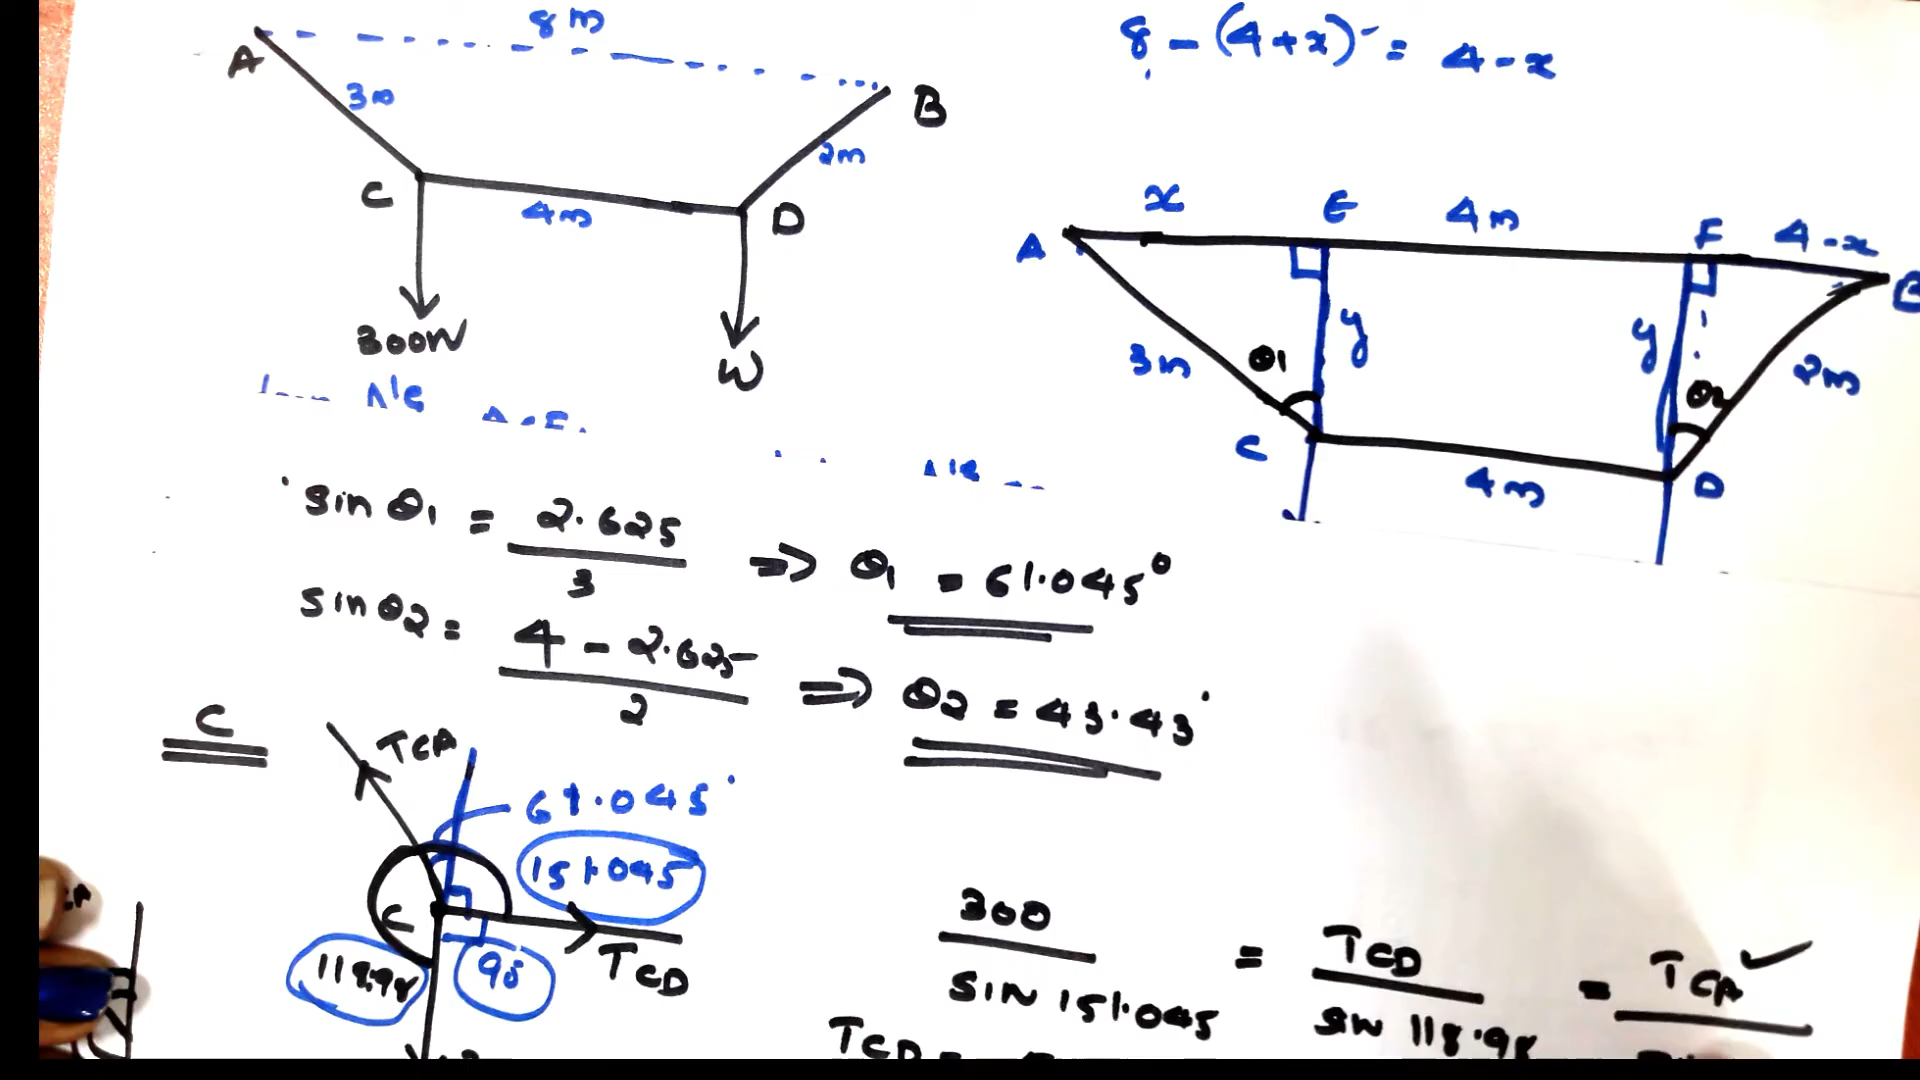 8m
8 - (4+x) = 4-x
A
B
3m
2m
C
D
4m
300N
W
x
E
4m
F
4-x
A
B
y
y
θ1
θ2
3m
2m
C
D
4m
sin θ1 = 2.625 / 3 => θ1 = 61.045°
sin θ2 = 4 - 2.625 / 2 => θ2 = 43.43°
C
TCA
61.045°
151.045
C
118.98
90
TCD
300 / SIN 151.045 = TCD / SIN 118.98 = TCA ✓
TCD =